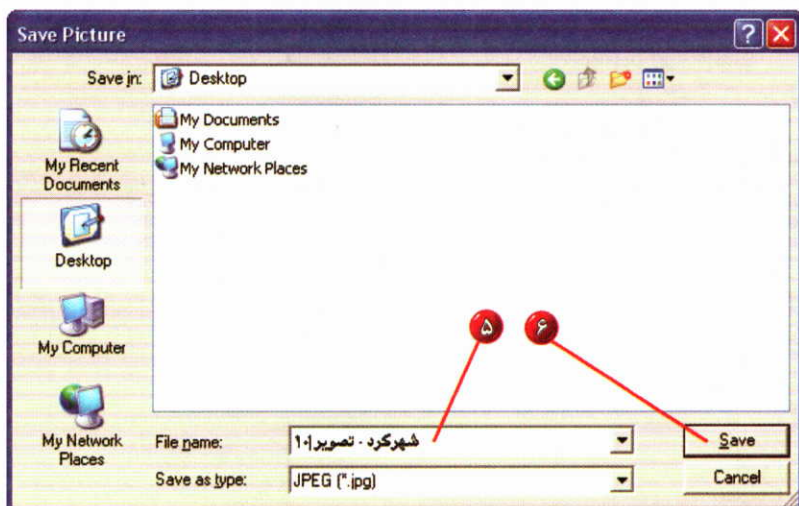 Save Picture
Save in: Desktop
My Documents
My Computer
My Network Places
My Recent
Documents
Desktop
My Computer
My Network
Places
۵ ۶
File name: شهرگرد - تصویر ۱۰
Save
Save as type: JPEG (*.jpg)
Cancel